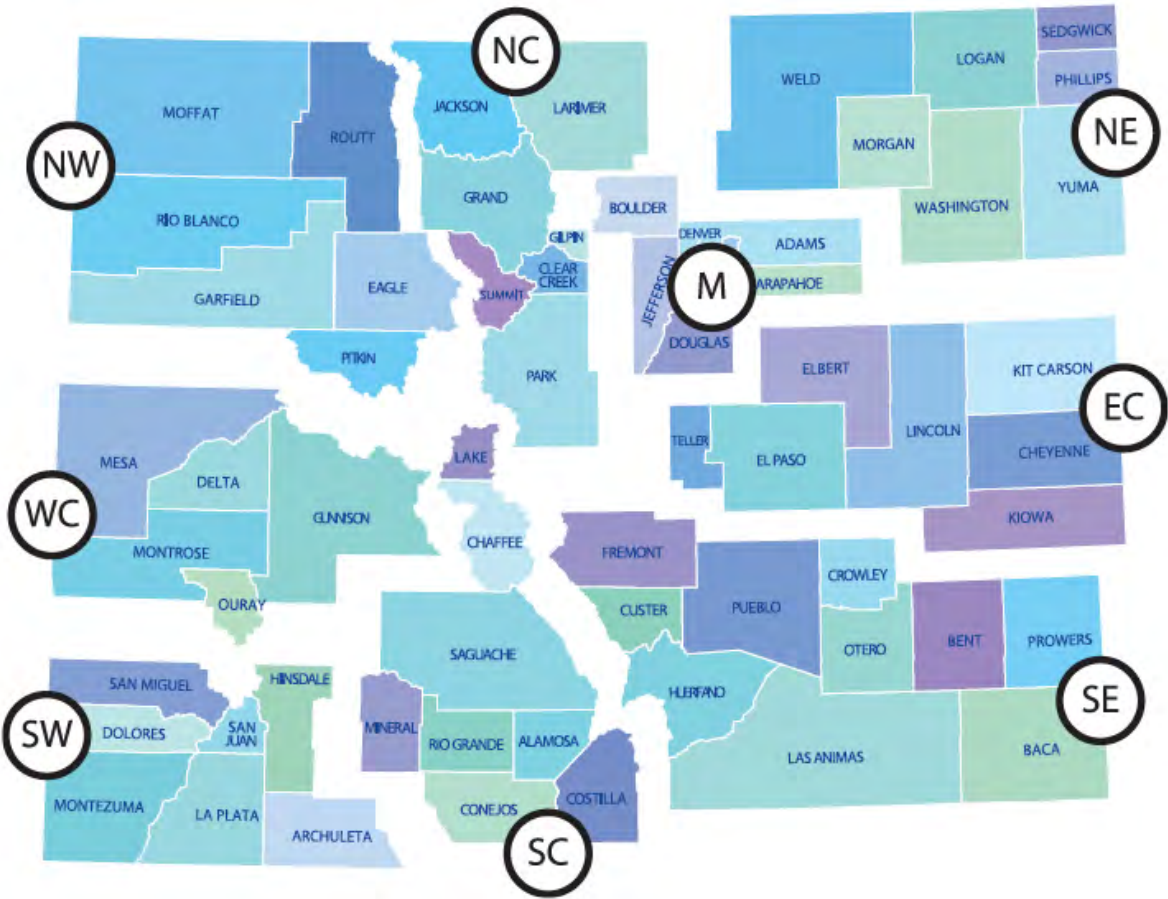 NC
JACKSON
LARIMER
MOFFAT
ROUTT
NW
RIO BLANCO
GARFIELD
EAGLE
PITKIN
GRAND
GILPIN
CLEAR
CREEK
SUMMIT
PARK
BOULDER
DENVER
ADAMS
JEFFERSON
M
ARAPAHOE
DOUGLAS
WELD
LOGAN
SEDGWICK
PHILLIPS
NE
MORGAN
YUMA
WASHINGTON
ELBERT
KIT CARSON
EC
TELLER
EL PASO
LINCOLN
CHEYENNE
KIOWA
MESA
DELTA
WC
GUNNISON
MONTROSE
OURAY
LAKE
CHAFFEE
FREMONT
CUSTER
PUEBLO
CROWLEY
OTERO
BENT
PROWERS
SE
HUERFANO
LAS ANIMAS
BACA
SAN MIGUEL
HINSDALE
SW
DOLORES
SAN
JUAN
MONTEZUMA
LA PLATA
ARCHULETA
SAGUACHE
MINERAL
RIO GRANDE
ALAMOSA
CONEJOS
COSTILLA
SC